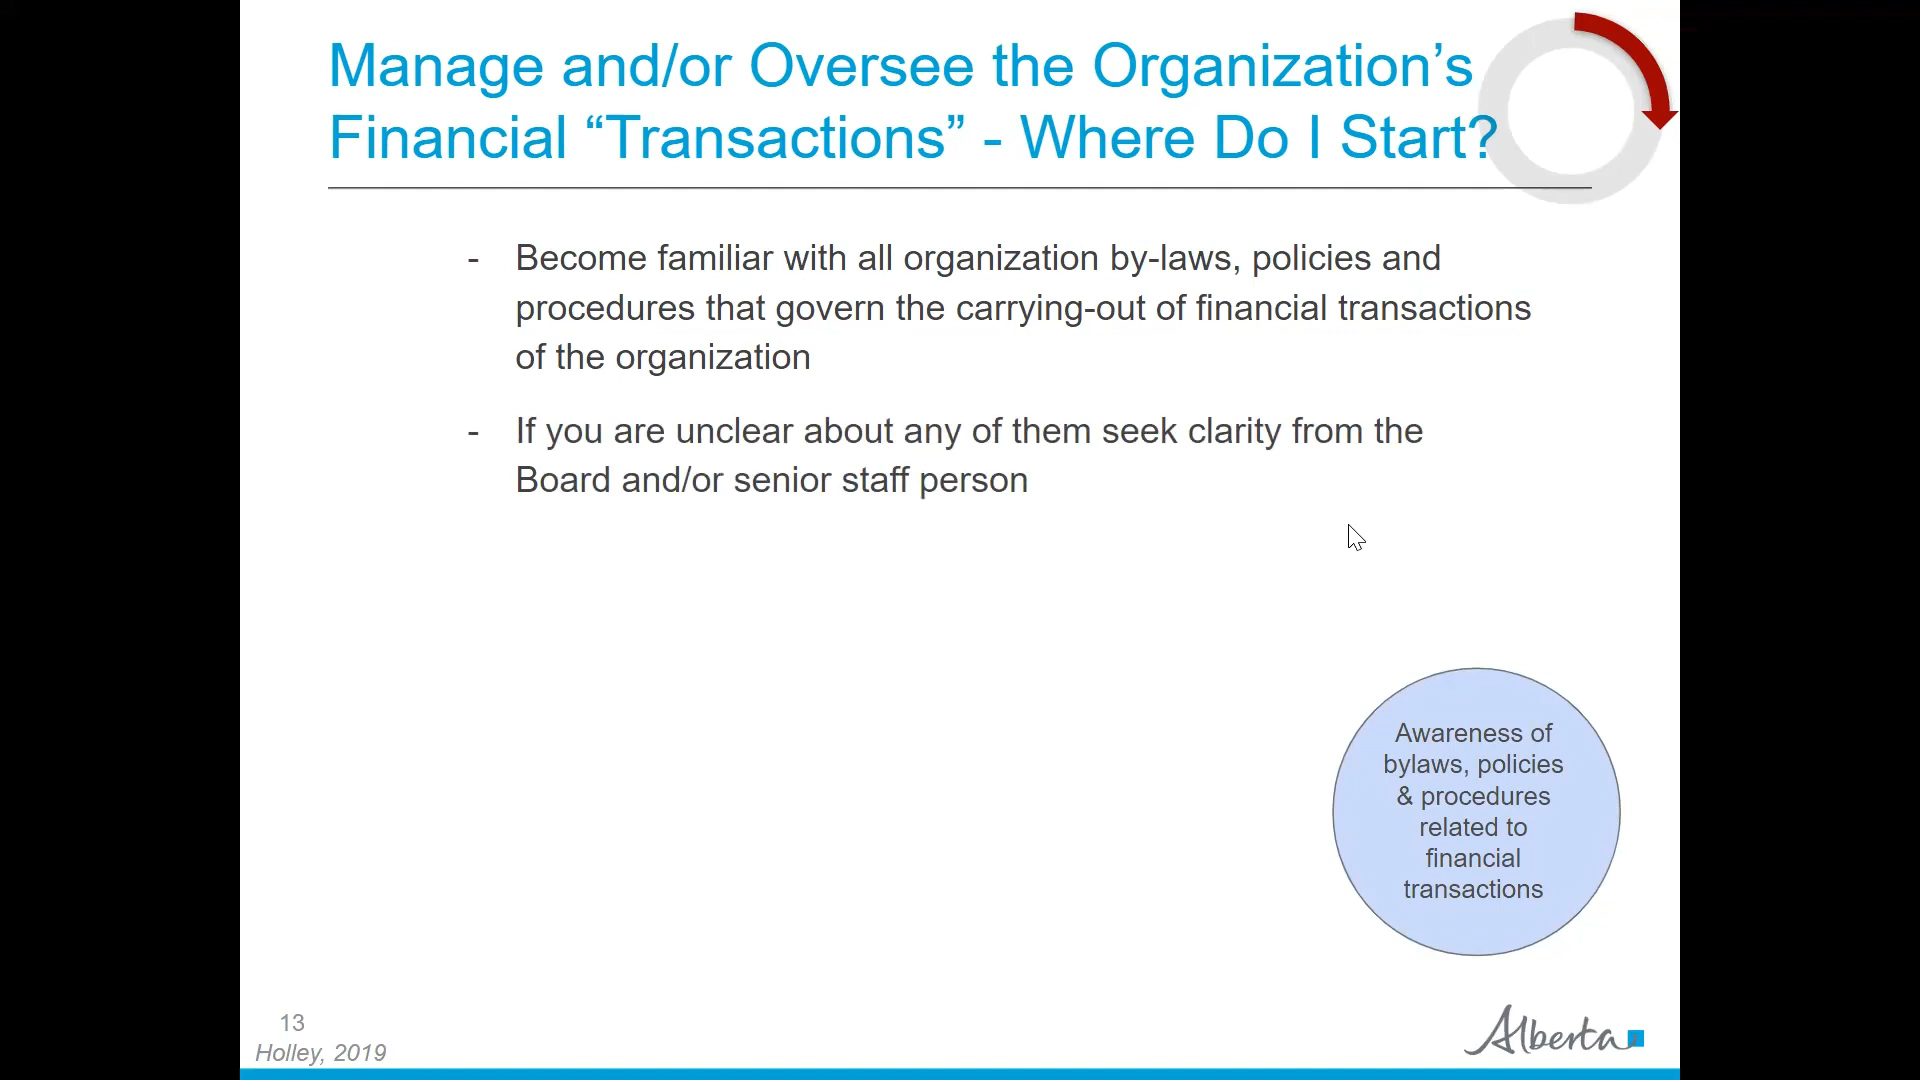 Manage and/or Oversee the Organization’s
Financial “Transactions” - Where Do I Start?
- Become familiar with all organization by-laws, policies and
procedures that govern the carrying-out of financial transactions
of the organization
- If you are unclear about any of them seek clarity from the
Board and/or senior staff person
Awareness of
bylaws, policies
& procedures
related to
financial
transactions
13
Holley, 2019
Alberta